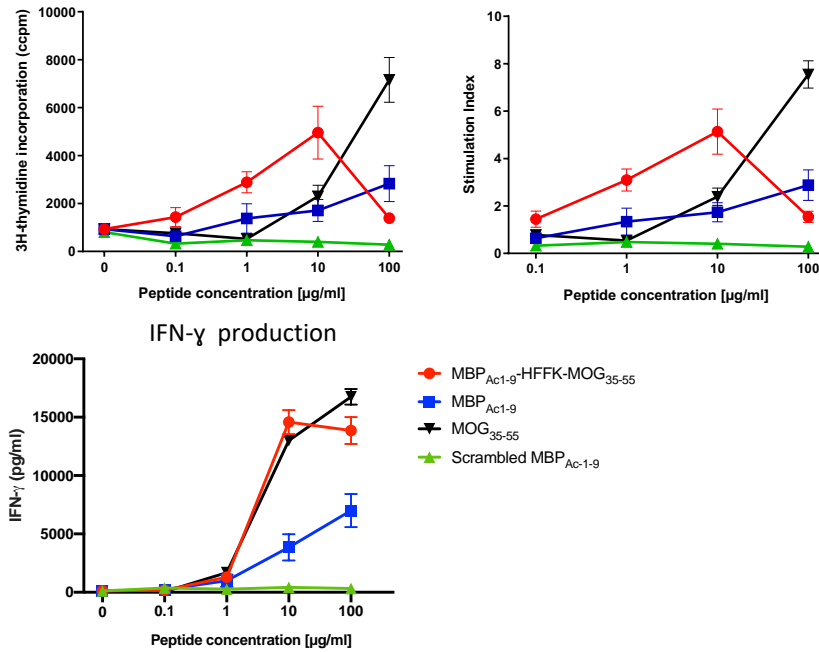 3H-thymidine incorporation (ccpm)
10000
8000
6000
4000
2000
0
0 0.1 1 10 100
Peptide concentration [µg/ml]
Stimulation Index
8
6
4
2
0
0.1 1 10 100
Peptide concentration [µg/ml]
IFN-ɣ production
IFN-γ (pg/ml)
20000
15000
10000
5000
0
0 0.1 1 10 100
Peptide concentration [µg/ml]
MBPAc1-9-HFFK-MOG35-55
MBPAc1-9
MOG35-55
Scrambled MBPAc-1-9